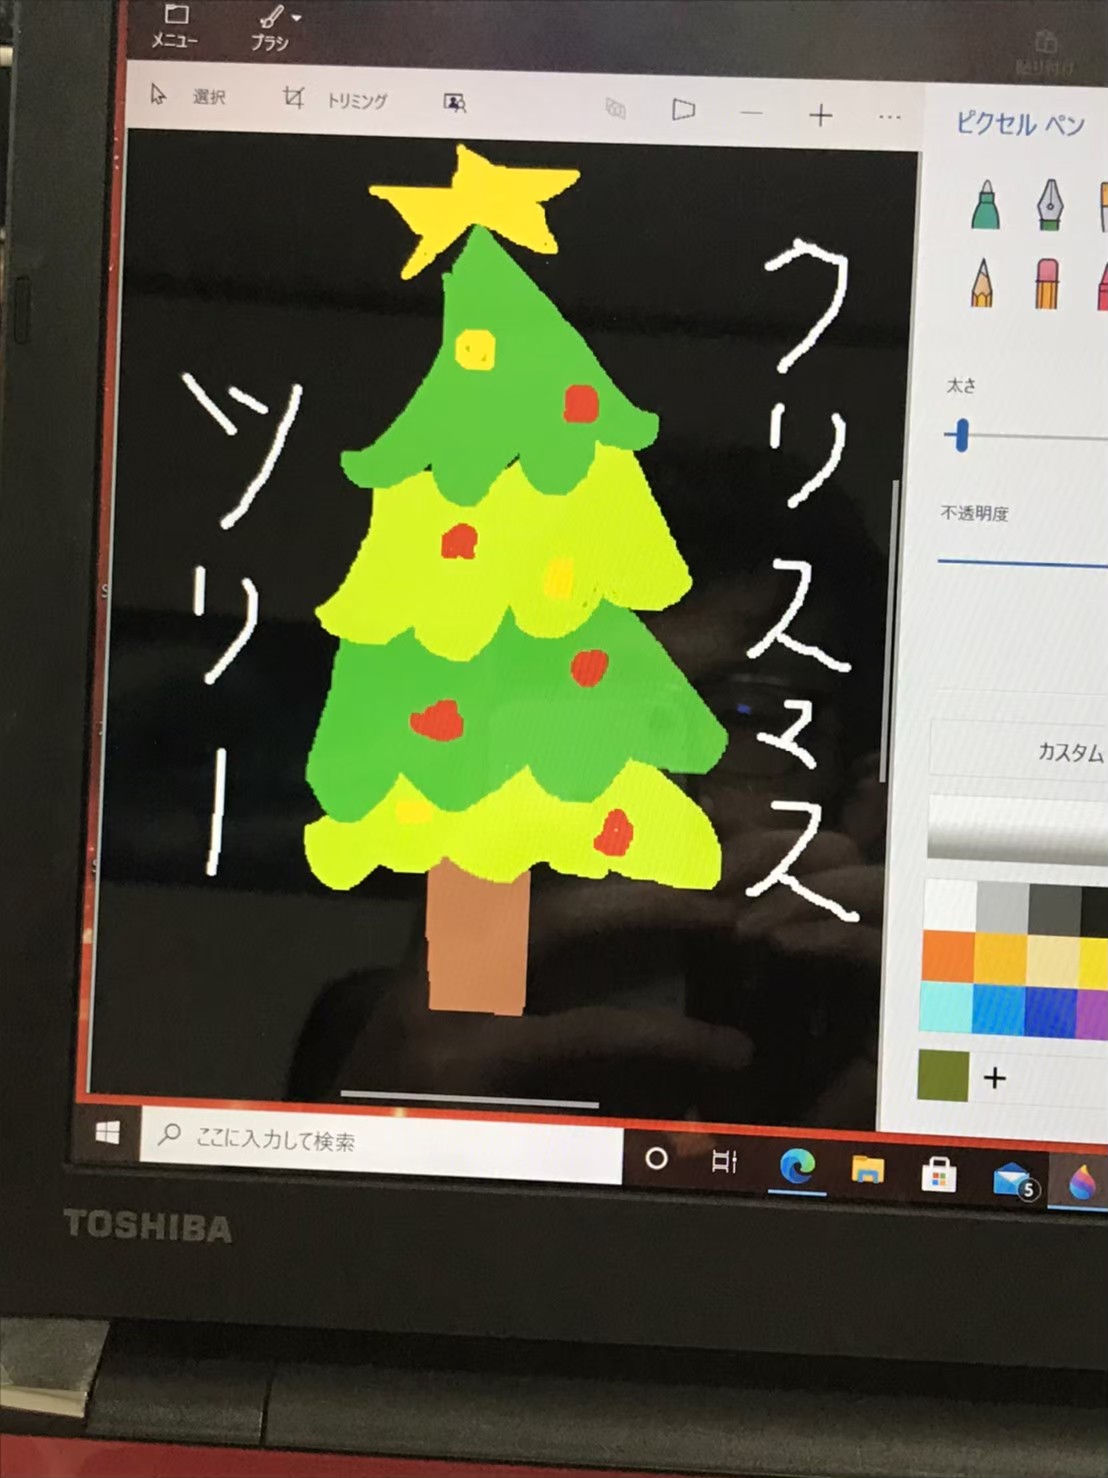 メニュー
ブラシ
貼り付け
選択
トリミング
ピクセル ペン
クリスマス
ツリー
太さ
不透明度
カスタム
ここに入力して検索
5
TOSHIBA